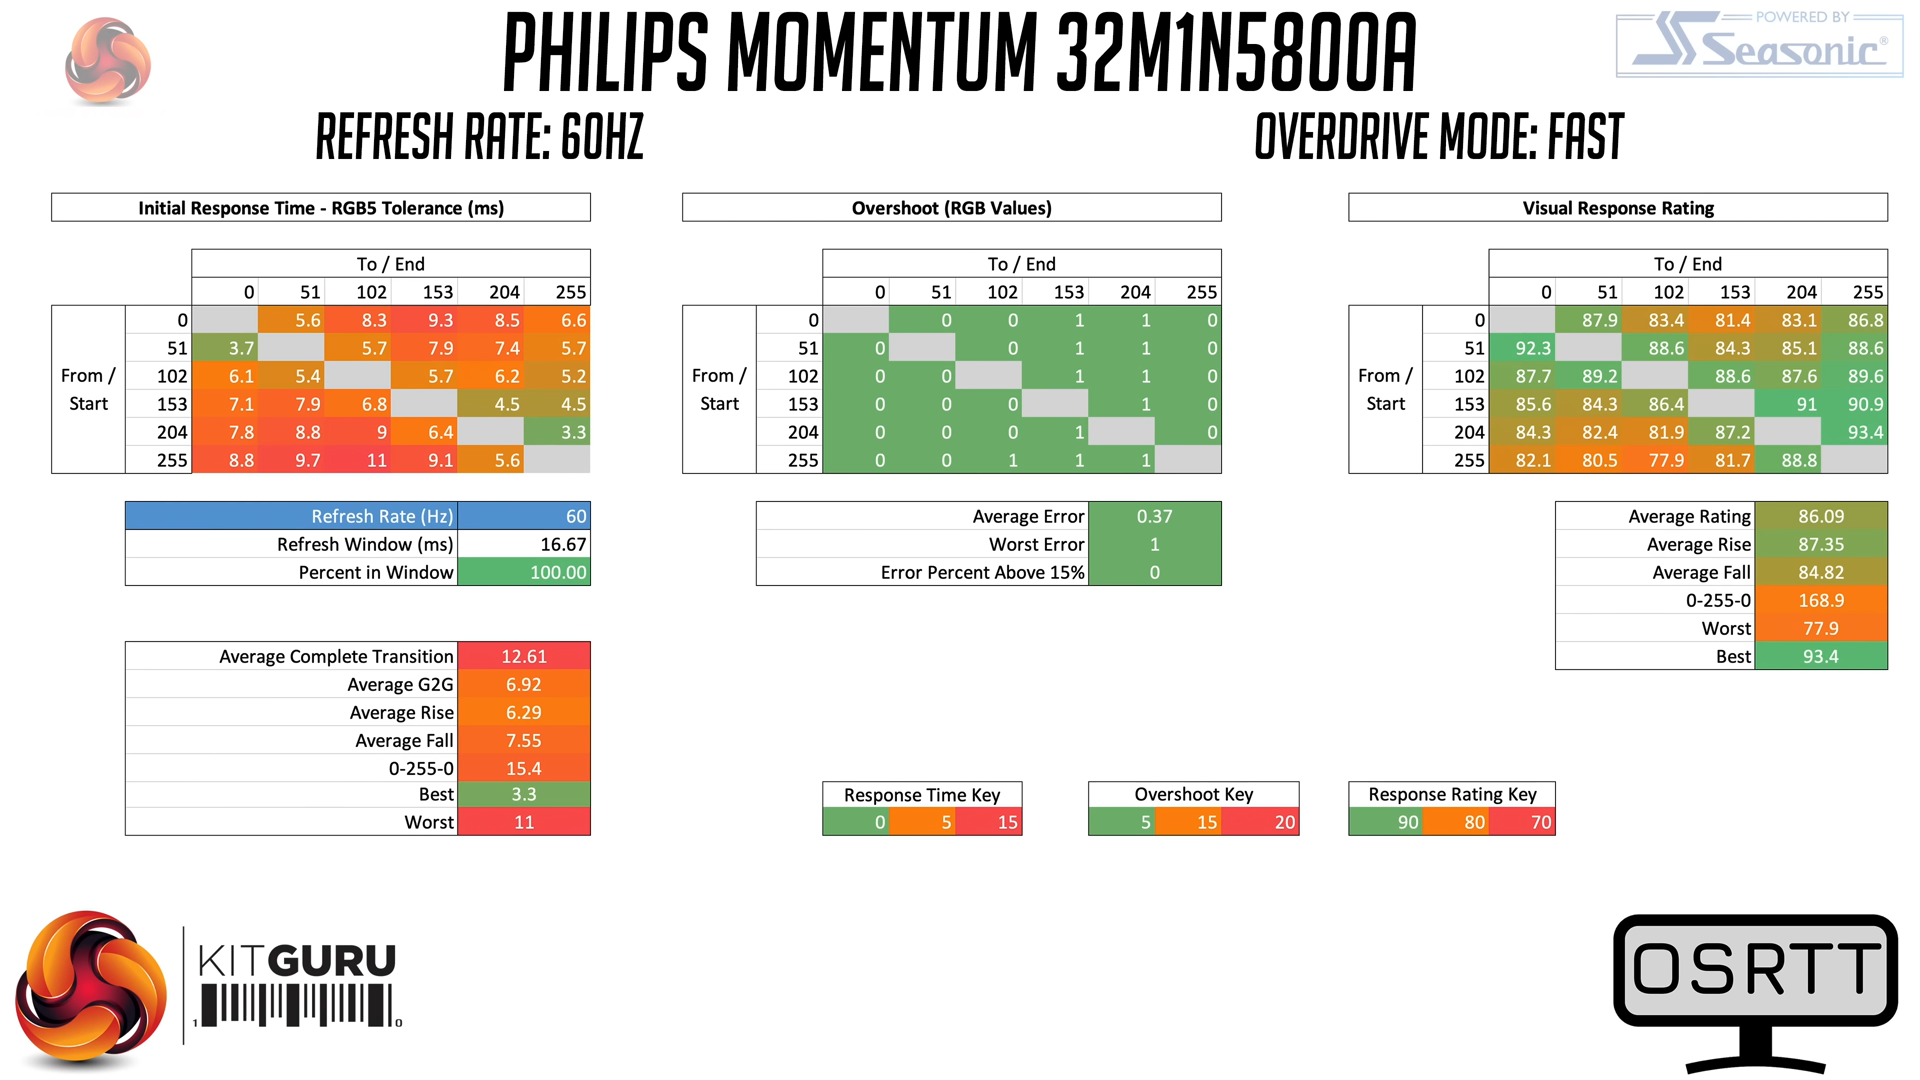 PHILIPS MOMENTUM 32M1N5800A
POWERED BY
Seasonic®
REFRESH RATE: 60HZ
OVERDRIVE MODE: FAST
Initial Response Time - RGB5 Tolerance (ms)
To / End
0 51 102 153 204 255
From / Start
0 5.6 8.3 9.3 8.5 6.6
51 3.7 5.7 7.9 7.4 5.7
102 6.1 5.4 5.7 6.2 5.2
153 7.1 7.9 6.8 4.5 4.5
204 7.8 8.8 9 6.4 3.3
255 8.8 9.7 11 9.1 5.6
Refresh Rate (Hz) 60
Refresh Window (ms) 16.67
Percent in Window 100.00
Average Complete Transition 12.61
Average G2G 6.92
Average Rise 6.29
Average Fall 7.55
0-255-0 15.4
Best 3.3
Worst 11
Overshoot (RGB Values)
To / End
0 51 102 153 204 255
From / Start
0 0 0 1 1 0
51 0 0 1 1 0
102 0 0 1 1 0
153 0 0 0 1 0
204 0 0 0 1 0
255 0 0 1 1 1
Average Error 0.37
Worst Error 1
Error Percent Above 15% 0
Visual Response Rating
To / End
0 51 102 153 204 255
From / Start
0 87.9 83.4 81.4 83.1 86.8
51 92.3 88.6 84.3 85.1 88.6
102 87.7 89.2 88.6 87.6 89.6
153 85.6 84.3 86.4 91 90.9
204 84.3 82.4 81.9 87.2 93.4
255 82.1 80.5 77.9 81.7 88.8
Average Rating 86.09
Average Rise 87.35
Average Fall 84.82
0-255-0 168.9
Worst 77.9
Best 93.4
Response Time Key
0 5 15
Overshoot Key
5 15 20
Response Rating Key
90 80 70
KITGURU
1 0
OSRTT